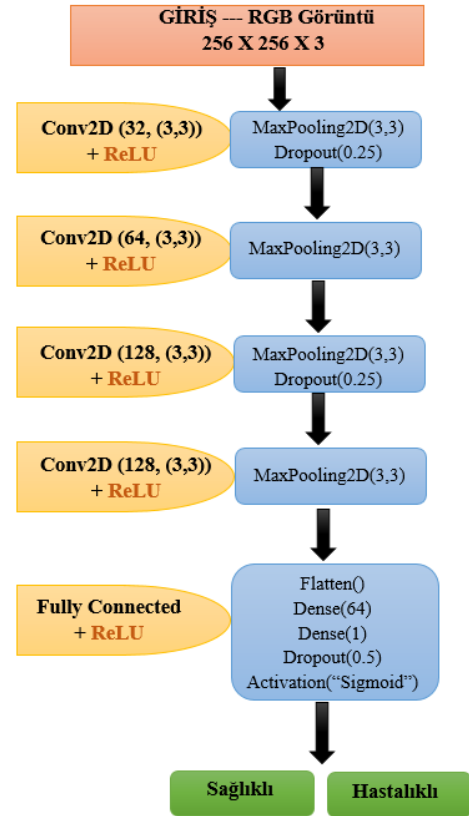 GİRİŞ --- RGB Görüntü
256 X 256 X 3
Conv2D (32, (3,3))
+ ReLU
MaxPooling2D(3,3)
Dropout(0.25)
Conv2D (64, (3,3))
+ ReLU
MaxPooling2D(3,3)
Conv2D (128, (3,3))
+ ReLU
MaxPooling2D(3,3)
Dropout(0.25)
Conv2D (128, (3,3))
+ ReLU
MaxPooling2D(3,3)
Fully Connected
+ ReLU
Flatten()
Dense(64)
Dense(1)
Dropout(0.5)
Activation(“Sigmoid”)
Sağlıklı
Hastalıklı